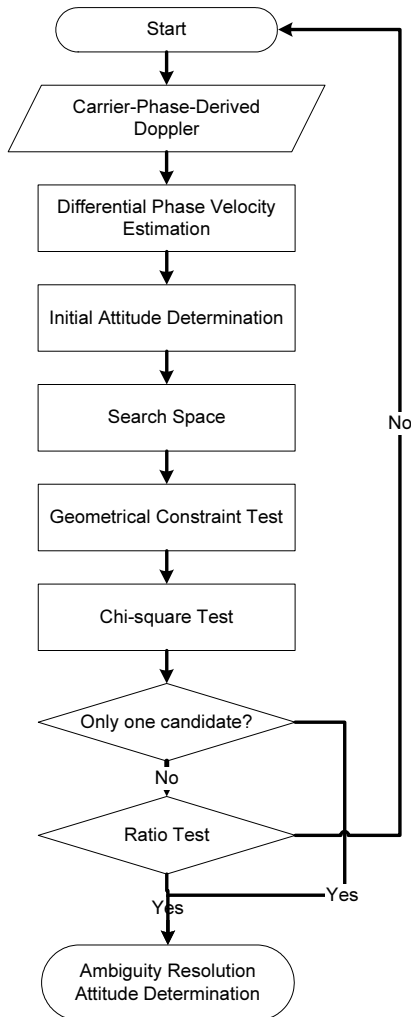 Start
Carrier-Phase-Derived
Doppler
Differential Phase Velocity
Estimation
Initial Attitude Determination
Search Space
No
Geometrical Constraint Test
Chi-square Test
Only one candidate?
No
Ratio Test
Yes
Yes
Ambiguity Resolution
Attitude Determination